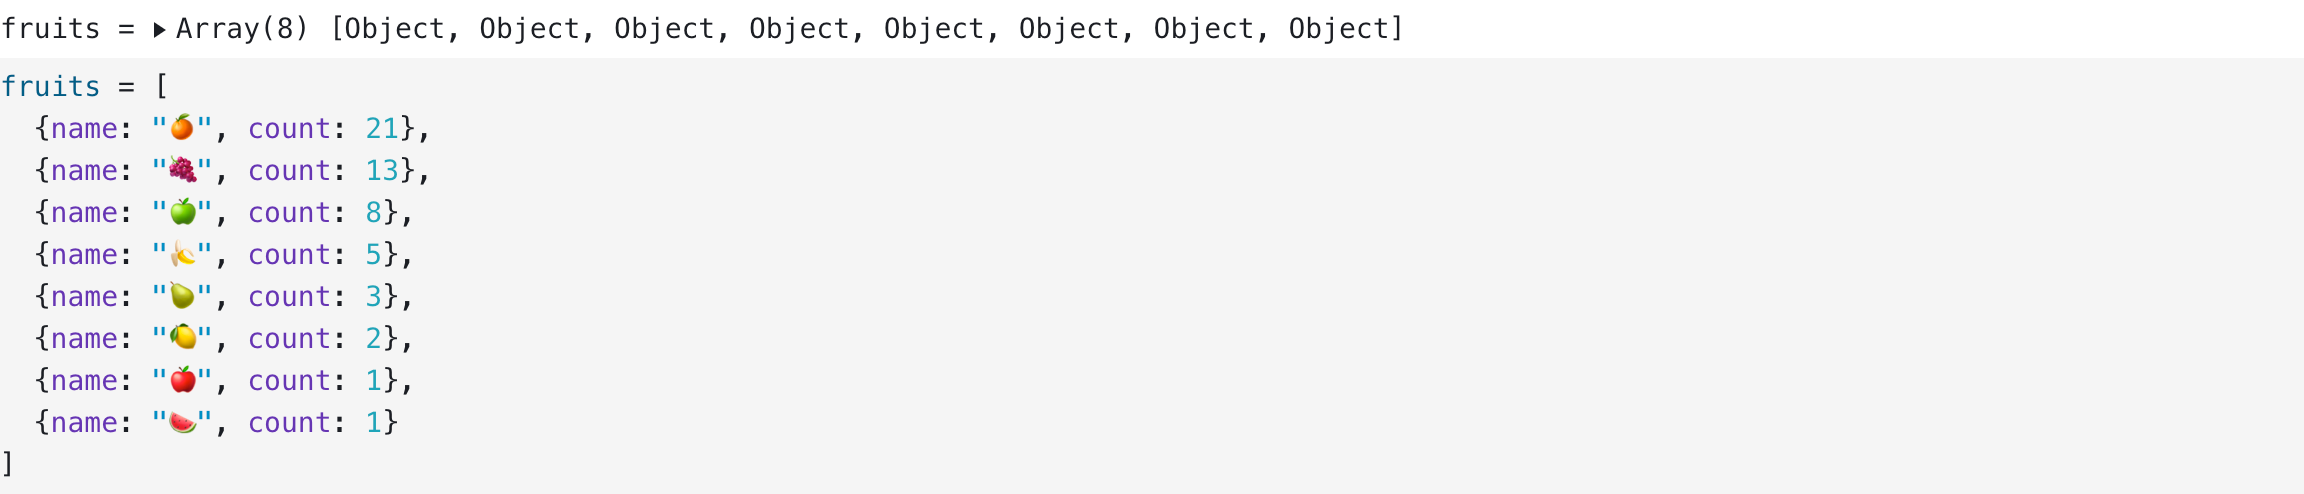 fruits = ▸ Array(8) [Object, Object, Object, Object, Object, Object, Object, Object]
fruits = [
  {name: "🍊", count: 21},
  {name: "🍇", count: 13},
  {name: "🍏", count: 8},
  {name: "🍌", count: 5},
  {name: "🍐", count: 3},
  {name: "🍋", count: 2},
  {name: "🍎", count: 1},
  {name: "🍉", count: 1}
]